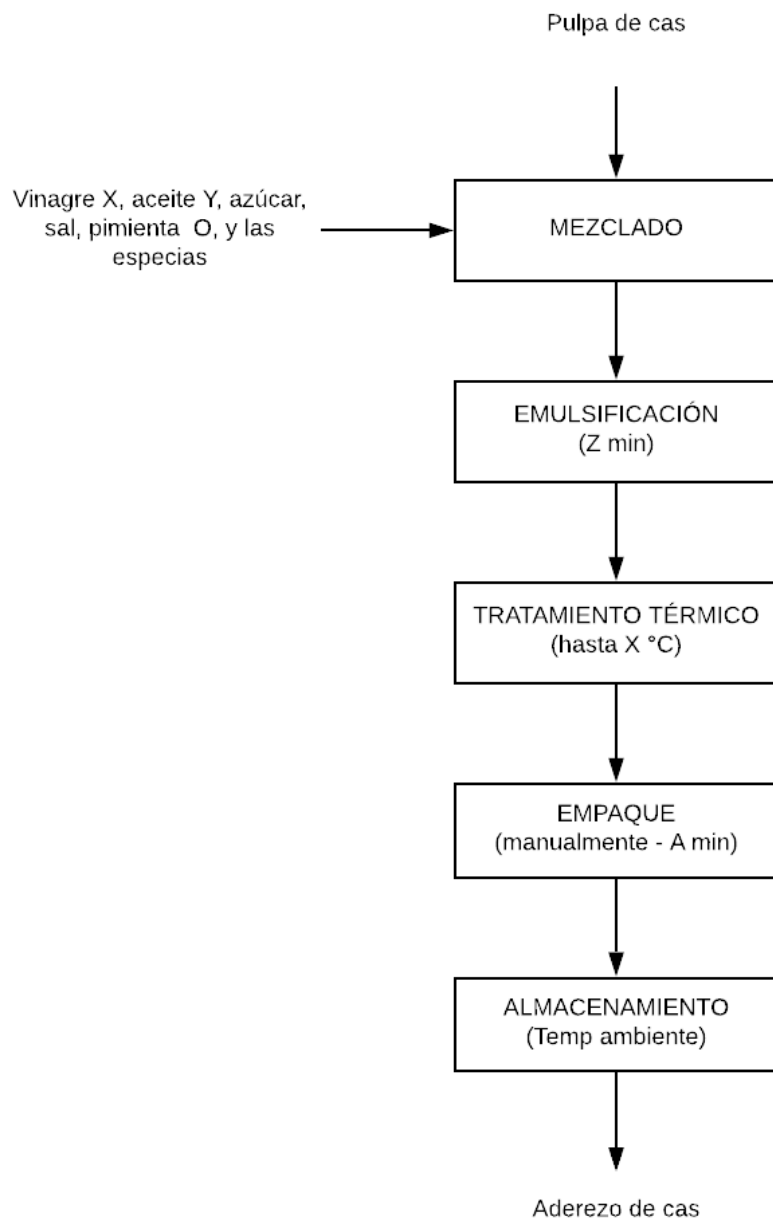 Pulpa de cas
Vinagre X, aceite Y, azúcar,
sal, pimienta O, y las
especias
MEZCLADO
EMULSIFICACIÓN
(Z min)
TRATAMIENTO TÉRMICO
(hasta X °C)
EMPAQUE
(manualmente - A min)
ALMACENAMIENTO
(Temp ambiente)
Aderezo de cas